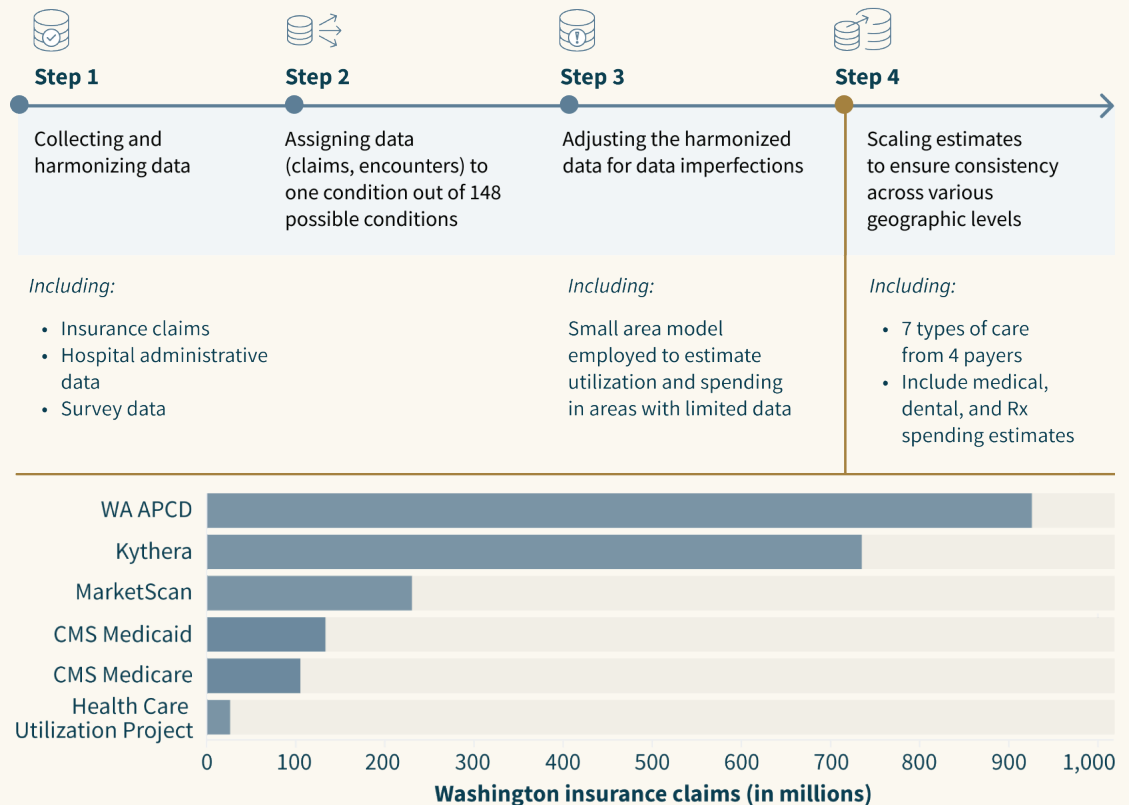 Step 1
Collecting and
harmonizing data
Including:
• Insurance claims
• Hospital administrative
data
• Survey data
Step 2
Assigning data
(claims, encounters) to
one condition out of 148
possible conditions
Step 3
Adjusting the harmonized
data for data imperfections
Including:
Small area model
employed to estimate
utilization and spending
in areas with limited data
Step 4
Scaling estimates
to ensure consistency
across various
geographic levels
Including:
• 7 types of care
from 4 payers
• Include medical,
dental, and Rx
spending estimates
WA APCD
Kythera
MarketScan
CMS Medicaid
CMS Medicare
Health Care
Utilization Project
0 100 200 300 400 500 600 700 800 900 1,000
Washington insurance claims (in millions)